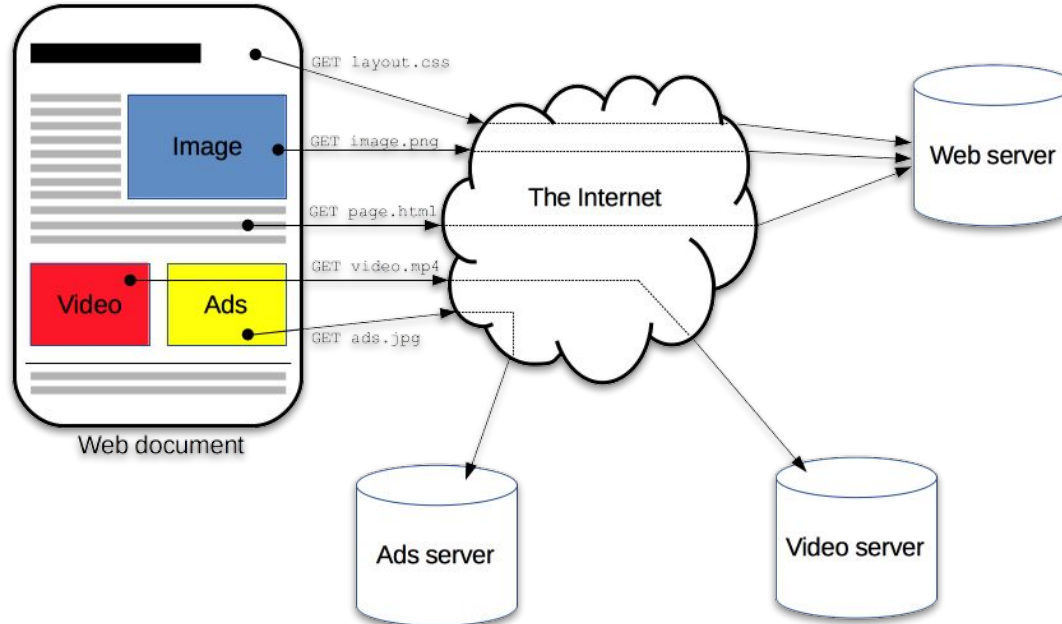 GET layout.css
Image
GET image.png
Web server
The Internet
GET page.html
Video
Ads
GET video.mp4
GET ads.jpg
Web document
Ads server
Video server